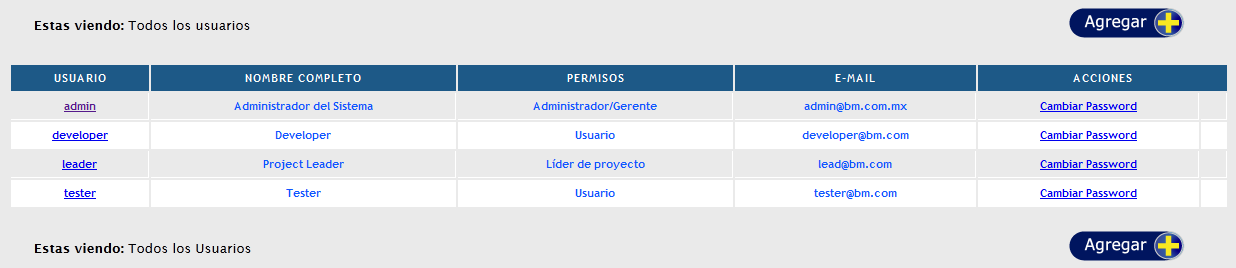 Estas viendo: Todos los usuarios
Agregar
USUARIO NOMBRE COMPLETO PERMISOS E-MAIL ACCIONES
admin Administrador del Sistema Administrador/Gerente admin@bm.com.mx Cambiar Password
developer Developer Usuario developer@bm.com Cambiar Password
leader Project Leader Líder de proyecto lead@bm.com Cambiar Password
tester Tester Usuario tester@bm.com Cambiar Password
Estas viendo: Todos los Usuarios
Agregar